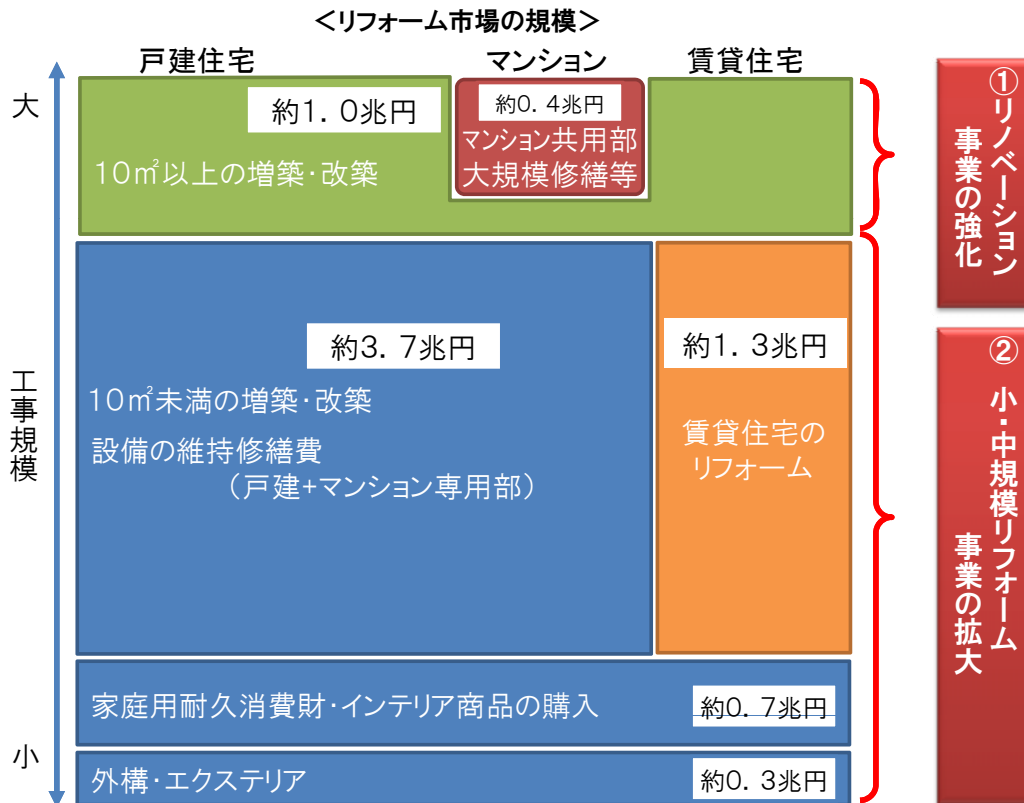 ＜リフォーム市場の規模＞
戸建住宅
マンション
賃貸住宅
大
工事規模
小
約1．0兆円
10㎡以上の増築･改築
約0．4兆円
マンション共用部
大規模修繕等
約3．7兆円
10㎡未満の増築･改築
設備の維持修繕費
（戸建+マンション専用部）
約1．3兆円
賃貸住宅の
リフォーム
家庭用耐久消費財･インテリア商品の購入
約0．7兆円
外構･エクステリア
約0．3兆円
①リノベーション
事業の強化
② 小･中規模リフォーム
事業の拡大